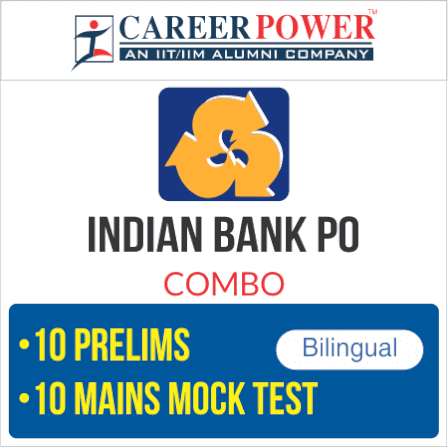 CAREER POWER™
AN IIT/IIM ALUMNI COMPANY
INDIAN BANK PO
COMBO
•10 PRELIMS
Bilingual
•10 MAINS MOCK TEST